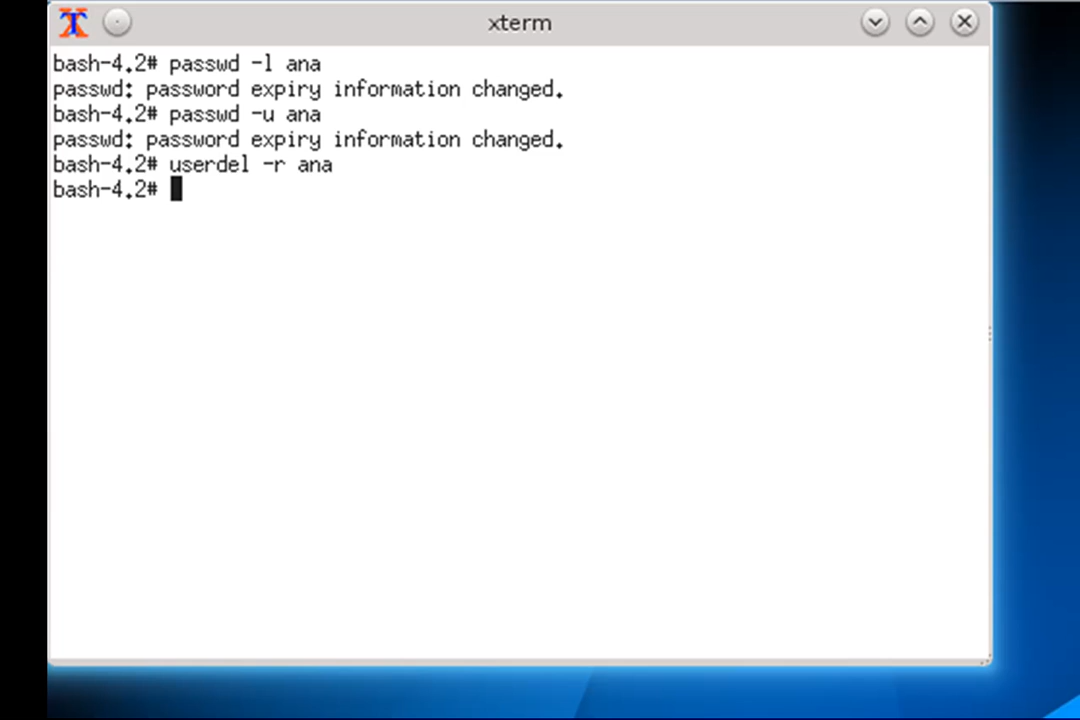 xterm
bash-4.2# passwd -l ana
passwd: password expiry information changed.
bash-4.2# passwd -u ana
passwd: password expiry information changed.
bash-4.2# userdel -r ana
bash-4.2#